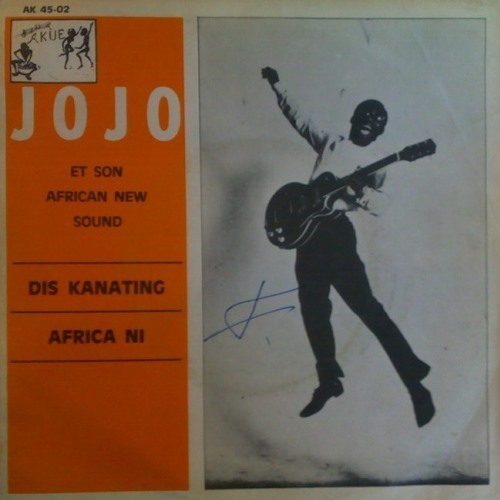 AK 45-02
AKUE
JOJO
ET SON
AFRICAN NEW
SOUND
DIS KANATING
AFRICA NI